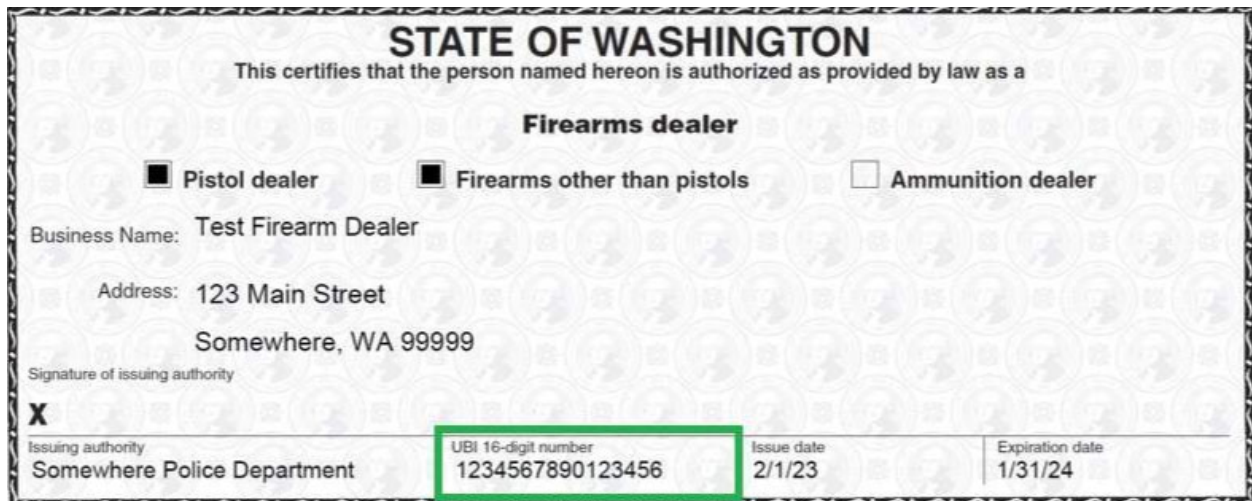 STATE OF WASHINGTON
This certifies that the person named hereon is authorized as provided by law as a
Firearms dealer
Pistol dealer Firearms other than pistols Ammunition dealer
Business Name: Test Firearm Dealer
Address: 123 Main Street
Somewhere, WA 99999
Signature of issuing authority
X
Issuing authority UBI 16-digit number Issue date Expiration date
Somewhere Police Department 1234567890123456 2/1/23 1/31/24